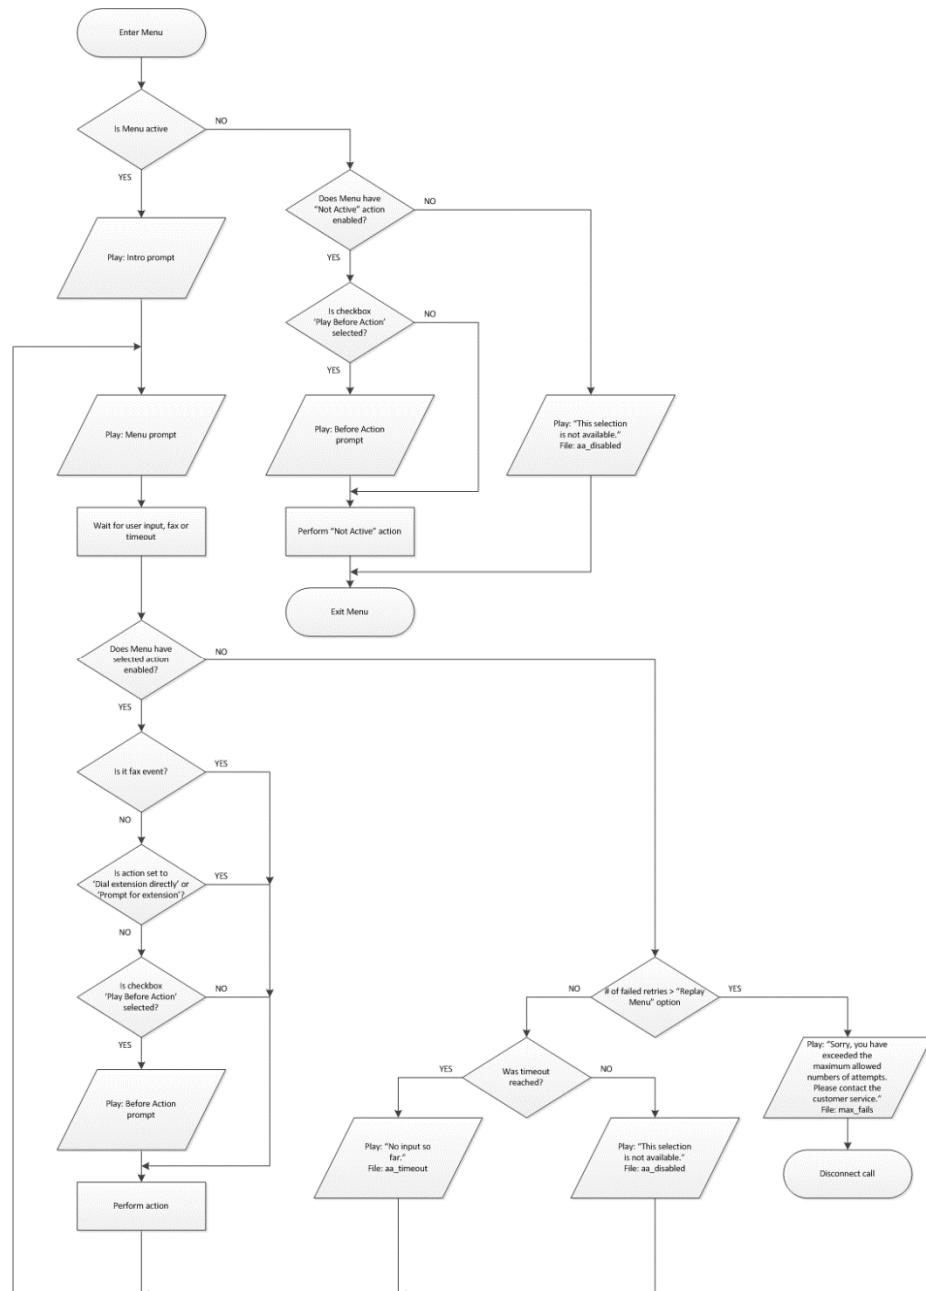 Enter Menu
Is Menu active
NO
YES
Does Menu have
"Not Active" action
enabled?
NO
YES
Play: Intro prompt
Is checkbox
'Play Before Action'
selected?
NO
YES
Play: Menu prompt
Play: Before Action
prompt
Play: "This selection
is not available."
File: aa_disabled
Wait for user input, fax or
timeout
Perform "Not Active" action
Exit Menu
Does Menu have
selected action
enabled?
NO
YES
Is it fax event?
YES
NO
Is action set to
'Dial extension directly' or
'Prompt for extension'?
YES
NO
Is checkbox
'Play Before Action'
selected?
NO
YES
# of failed retries > "Replay
Menu" option
NO
YES
Was timeout
reached?
YES
NO
Play: "Sorry, you have
exceeded the
maximum allowed
numbers of attempts.
Please contact the
customer service."
File: max_fails
Play: Before Action
prompt
Play: "No input so
far."
File: aa_timeout
Play: "This selection
is not available."
File: aa_disabled
Disconnect call
Perform action